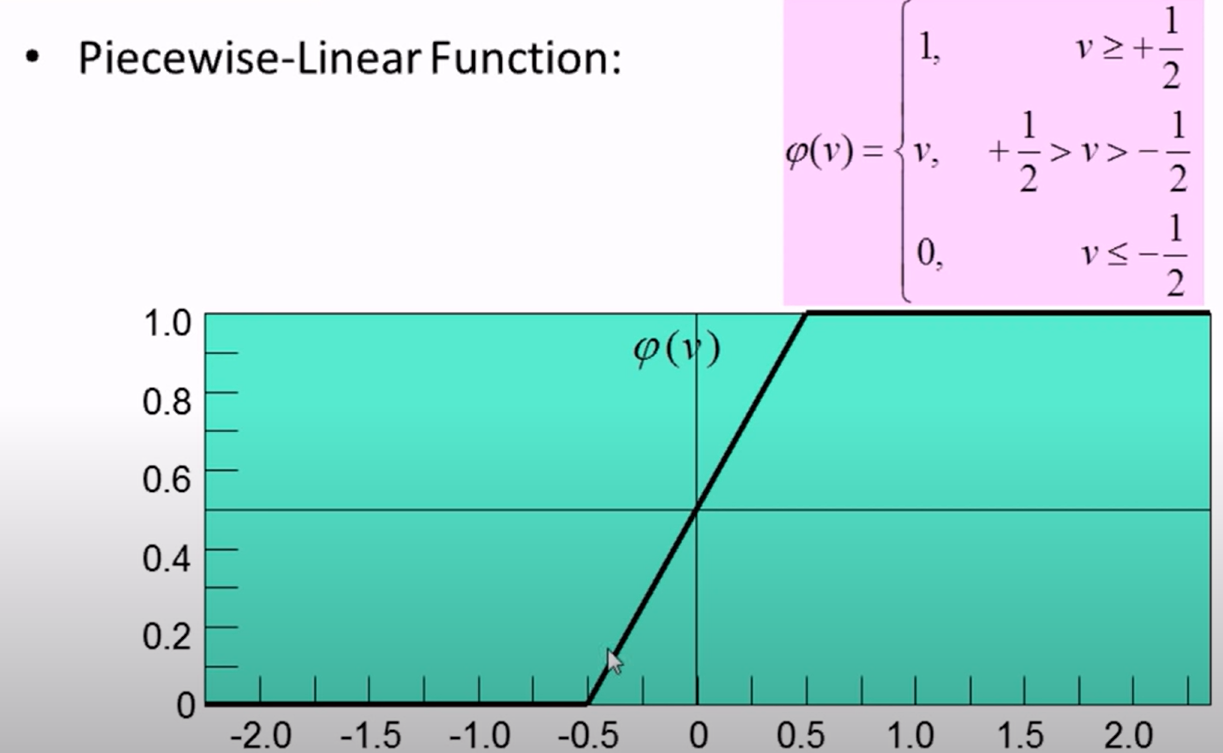 • Piecewise-Linear Function:
φ(v) = { 1, v ≥ +1/2
v, +1/2 > v > −1/2
0, v ≤ −1/2
φ(v)
1.0
0.8
0.6
0.4
0.2
0
-2.0 -1.5 -1.0 -0.5 0 0.5 1.0 1.5 2.0